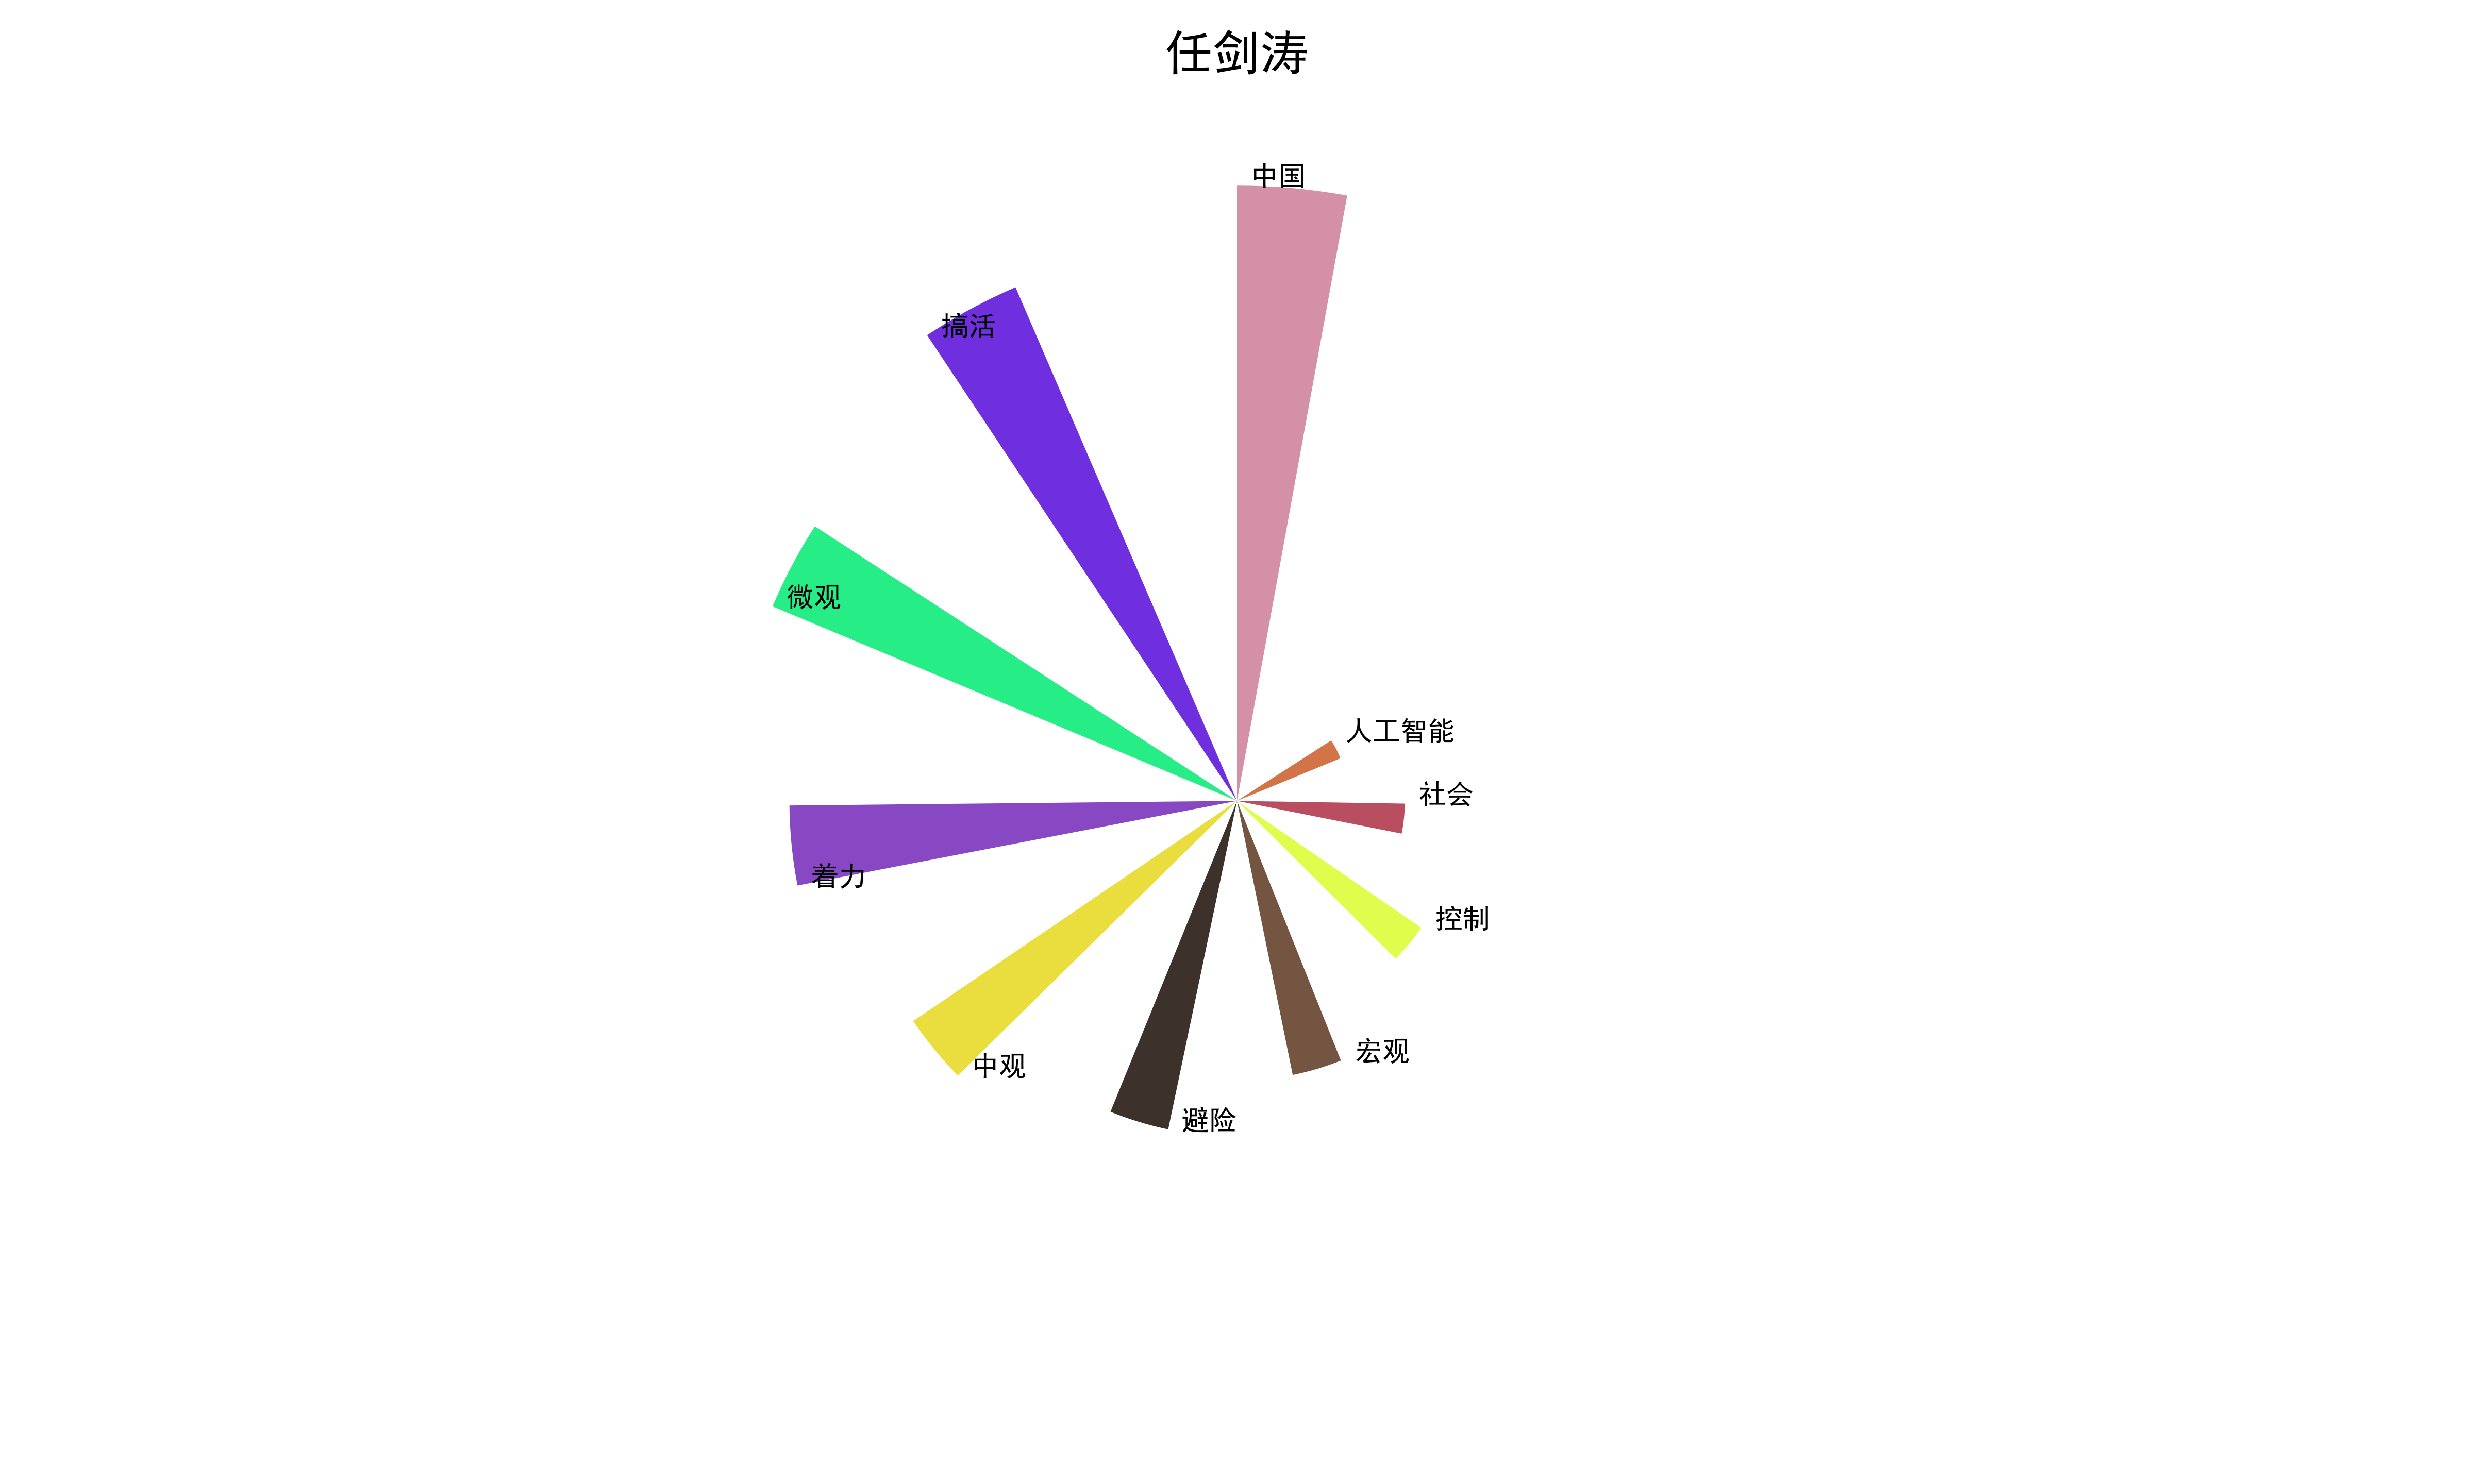 任剑涛
中国
搞活
微观
人工智能
社会
着力
控制
宏观
中观
避险